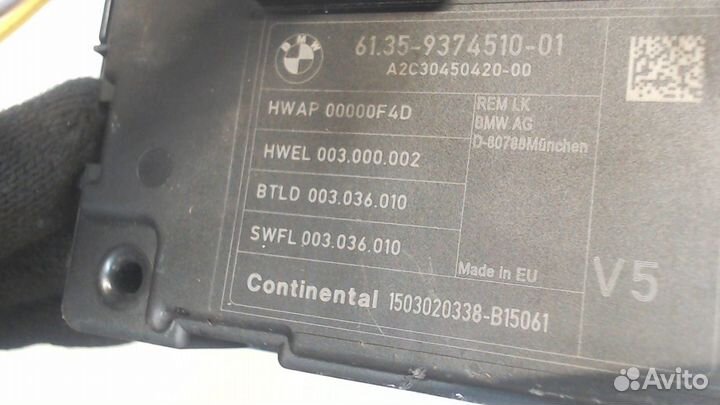 BMW
61.35-9374510-01
A2C30450420-00
HWAP 00000F4D
HWEL 003.000.002
BTLD 003.036.010
SWFL 003.036.010
REM LK
BMW AG
D-80788München
Made in EU
V5
Continental 1503020338-B15061
Avito